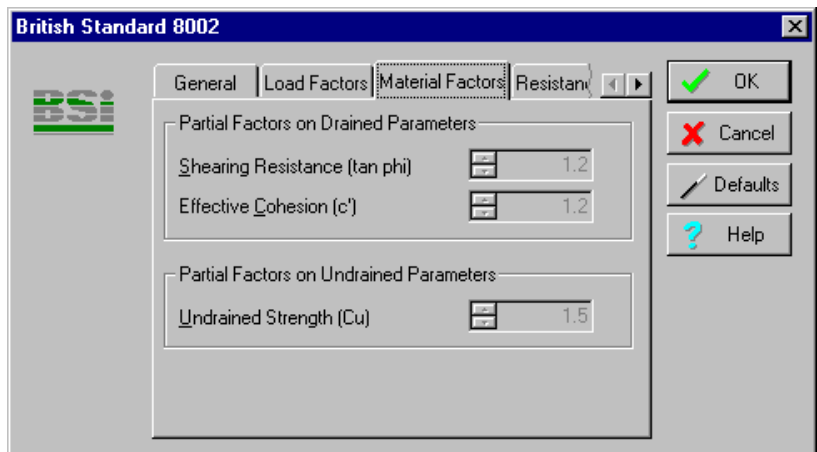 British Standard 8002
BSi
General Load Factors Material Factors Resistan
OK
Partial Factors on Drained Parameters
Cancel
Shearing Resistance (tan phi) 1.2
Defaults
Effective Cohesion (c') 1.2
? Help
Partial Factors on Undrained Parameters
Undrained Strength (Cu) 1.5